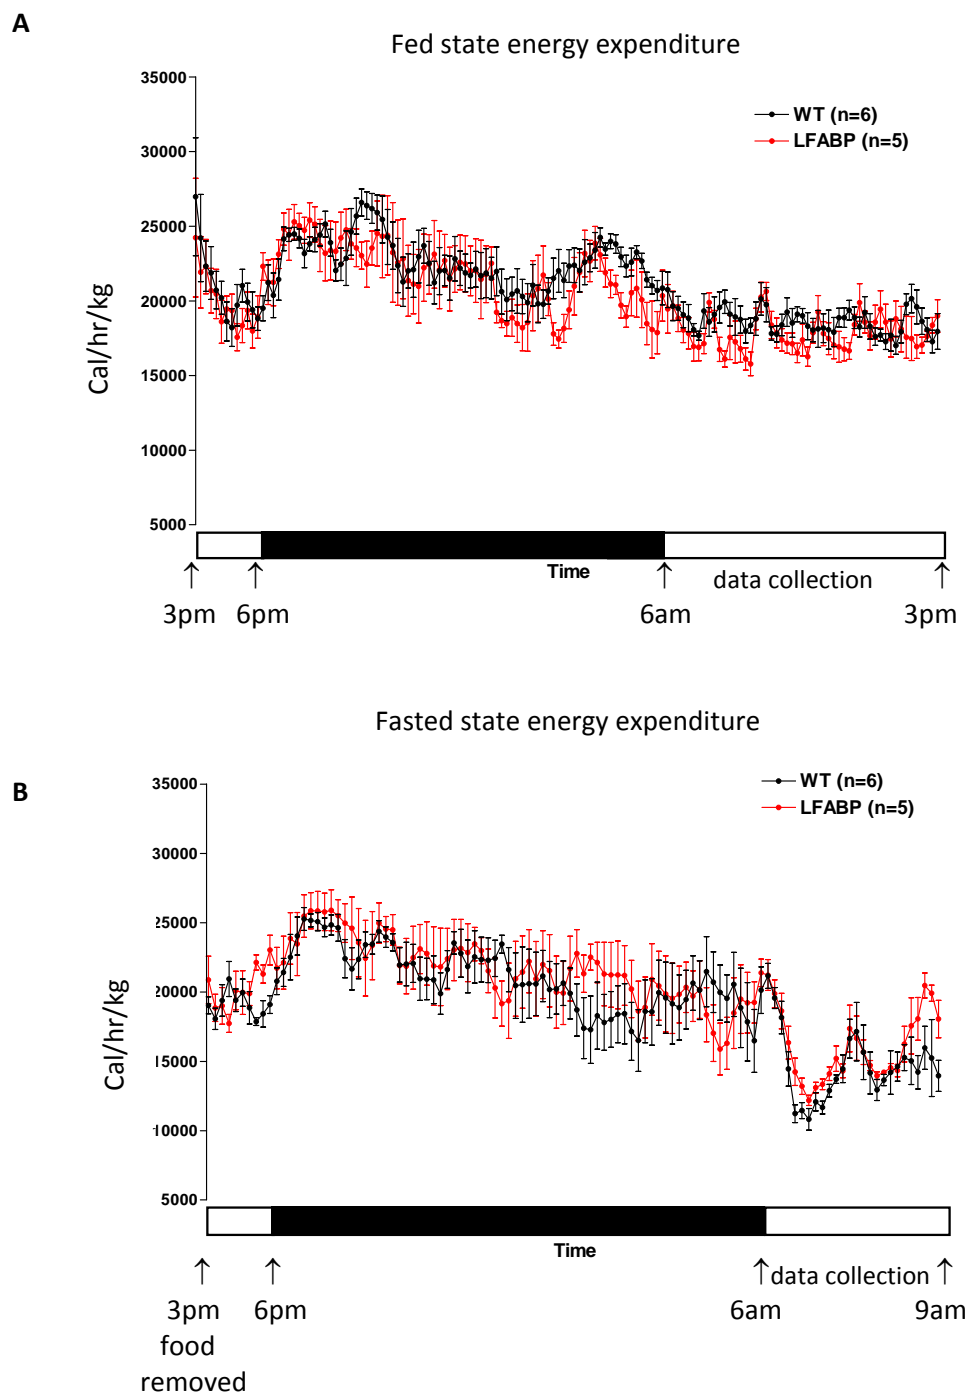 A
Fed state energy expenditure
35000
30000
25000
20000
15000
10000
5000
Cal/hr/kg
WT (n=6)
LFABP (n=5)
Time
data collection
↑ ↑ ↑ ↑
3pm 6pm 6am 3pm
Fasted state energy expenditure
B
35000
30000
25000
20000
15000
10000
5000
Cal/hr/kg
WT (n=6)
LFABP (n=5)
Time
↑ ↑ ↑ data collection ↑
3pm 6pm 6am 9am
food
removed